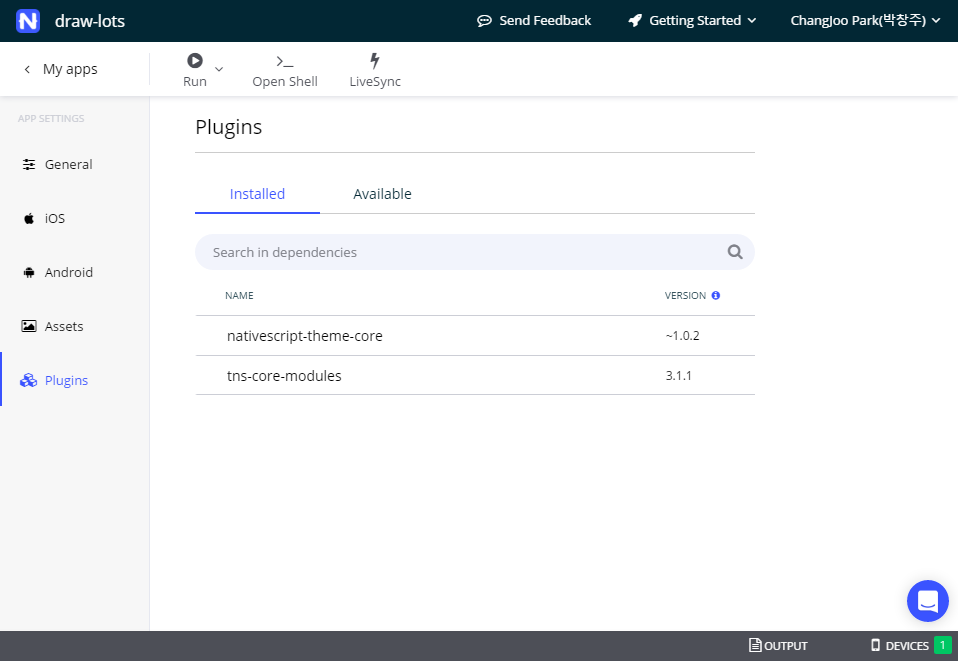 draw-lots
Send Feedback
Getting Started
ChangJoo Park(박창주)
My apps
Run
Open Shell
LiveSync
APP SETTINGS
General
iOS
Android
Assets
Plugins
Plugins
Installed
Available
Search in dependencies
NAME
VERSION
nativescript-theme-core
~1.0.2
tns-core-modules
3.1.1
OUTPUT
DEVICES
1